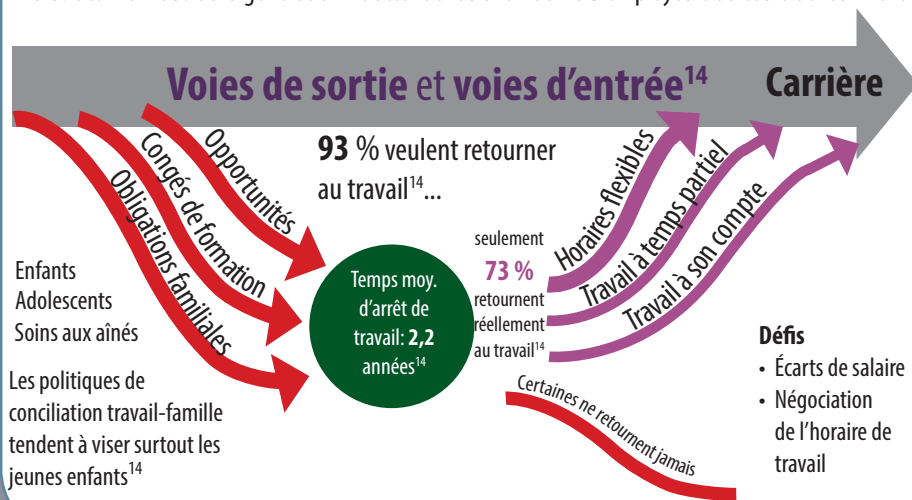 Voies de sortie et voies d'entrée14
Carrière
Opportunités
Congés de formation
Obligations familiales
93 % veulent retourner
au travail14...
Enfants
Adolescents
Soins aux aînés
Les politiques de
conciliation travail-famille
tendent à viser surtout les
jeunes enfants14
Temps moy.
d'arrêt de
travail: 2,2
années14
seulement
73 %
retournent
réellement
au travail14
Horaires flexibles
Travail à temps partiel
Travail à son compte
Certaines ne retournent jamais
Défis
• Écarts de salaire
• Négociation
de l'horaire de
travail